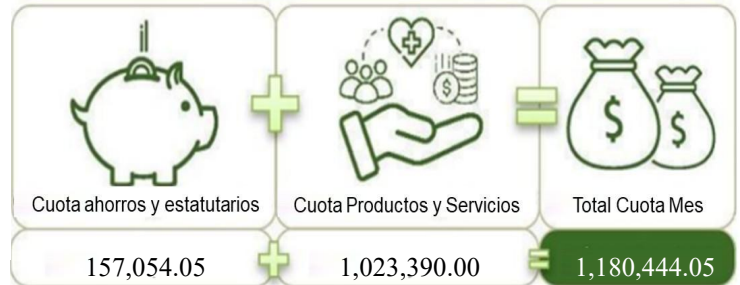 Cuota ahorros y estatutarios
Cuota Productos y Servicios
Total Cuota Mes
157,054.05
1,023,390.00
1,180,444.05